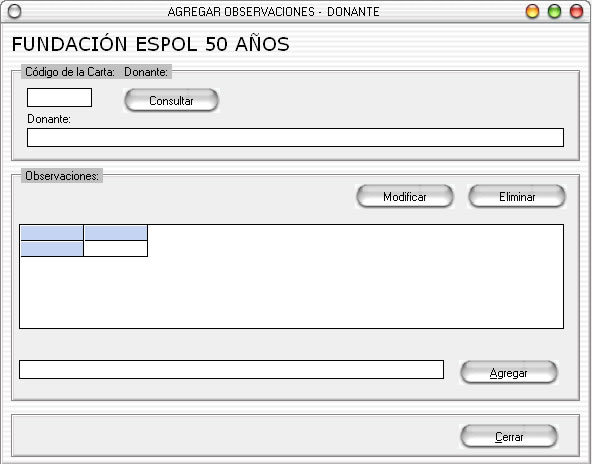 AGREGAR OBSERVACIONES - DONANTE
FUNDACIÓN ESPOL 50 AÑOS
Código de la Carta: Donante:
Consultar
Donante:
Observaciones:
Modificar Eliminar
Agregar
Cerrar